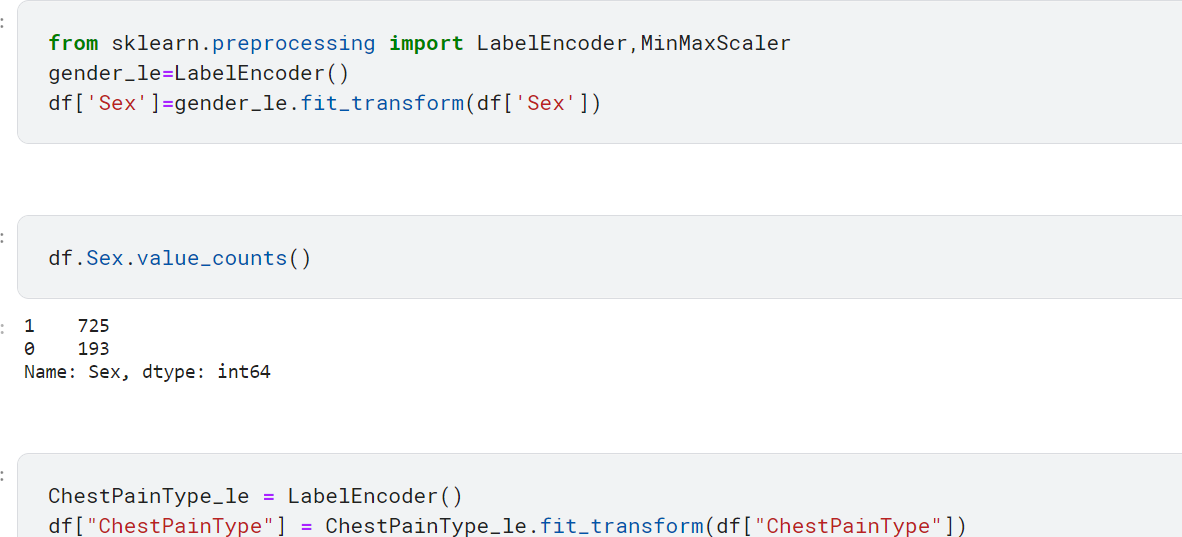 from sklearn.preprocessing import LabelEncoder,MinMaxScaler
gender_le=LabelEncoder()
df['Sex']=gender_le.fit_transform(df['Sex'])
df.Sex.value_counts()
1    725
0    193
Name: Sex, dtype: int64
ChestPainType_le = LabelEncoder()
df["ChestPainType"] = ChestPainType_le.fit_transform(df["ChestPainType"])